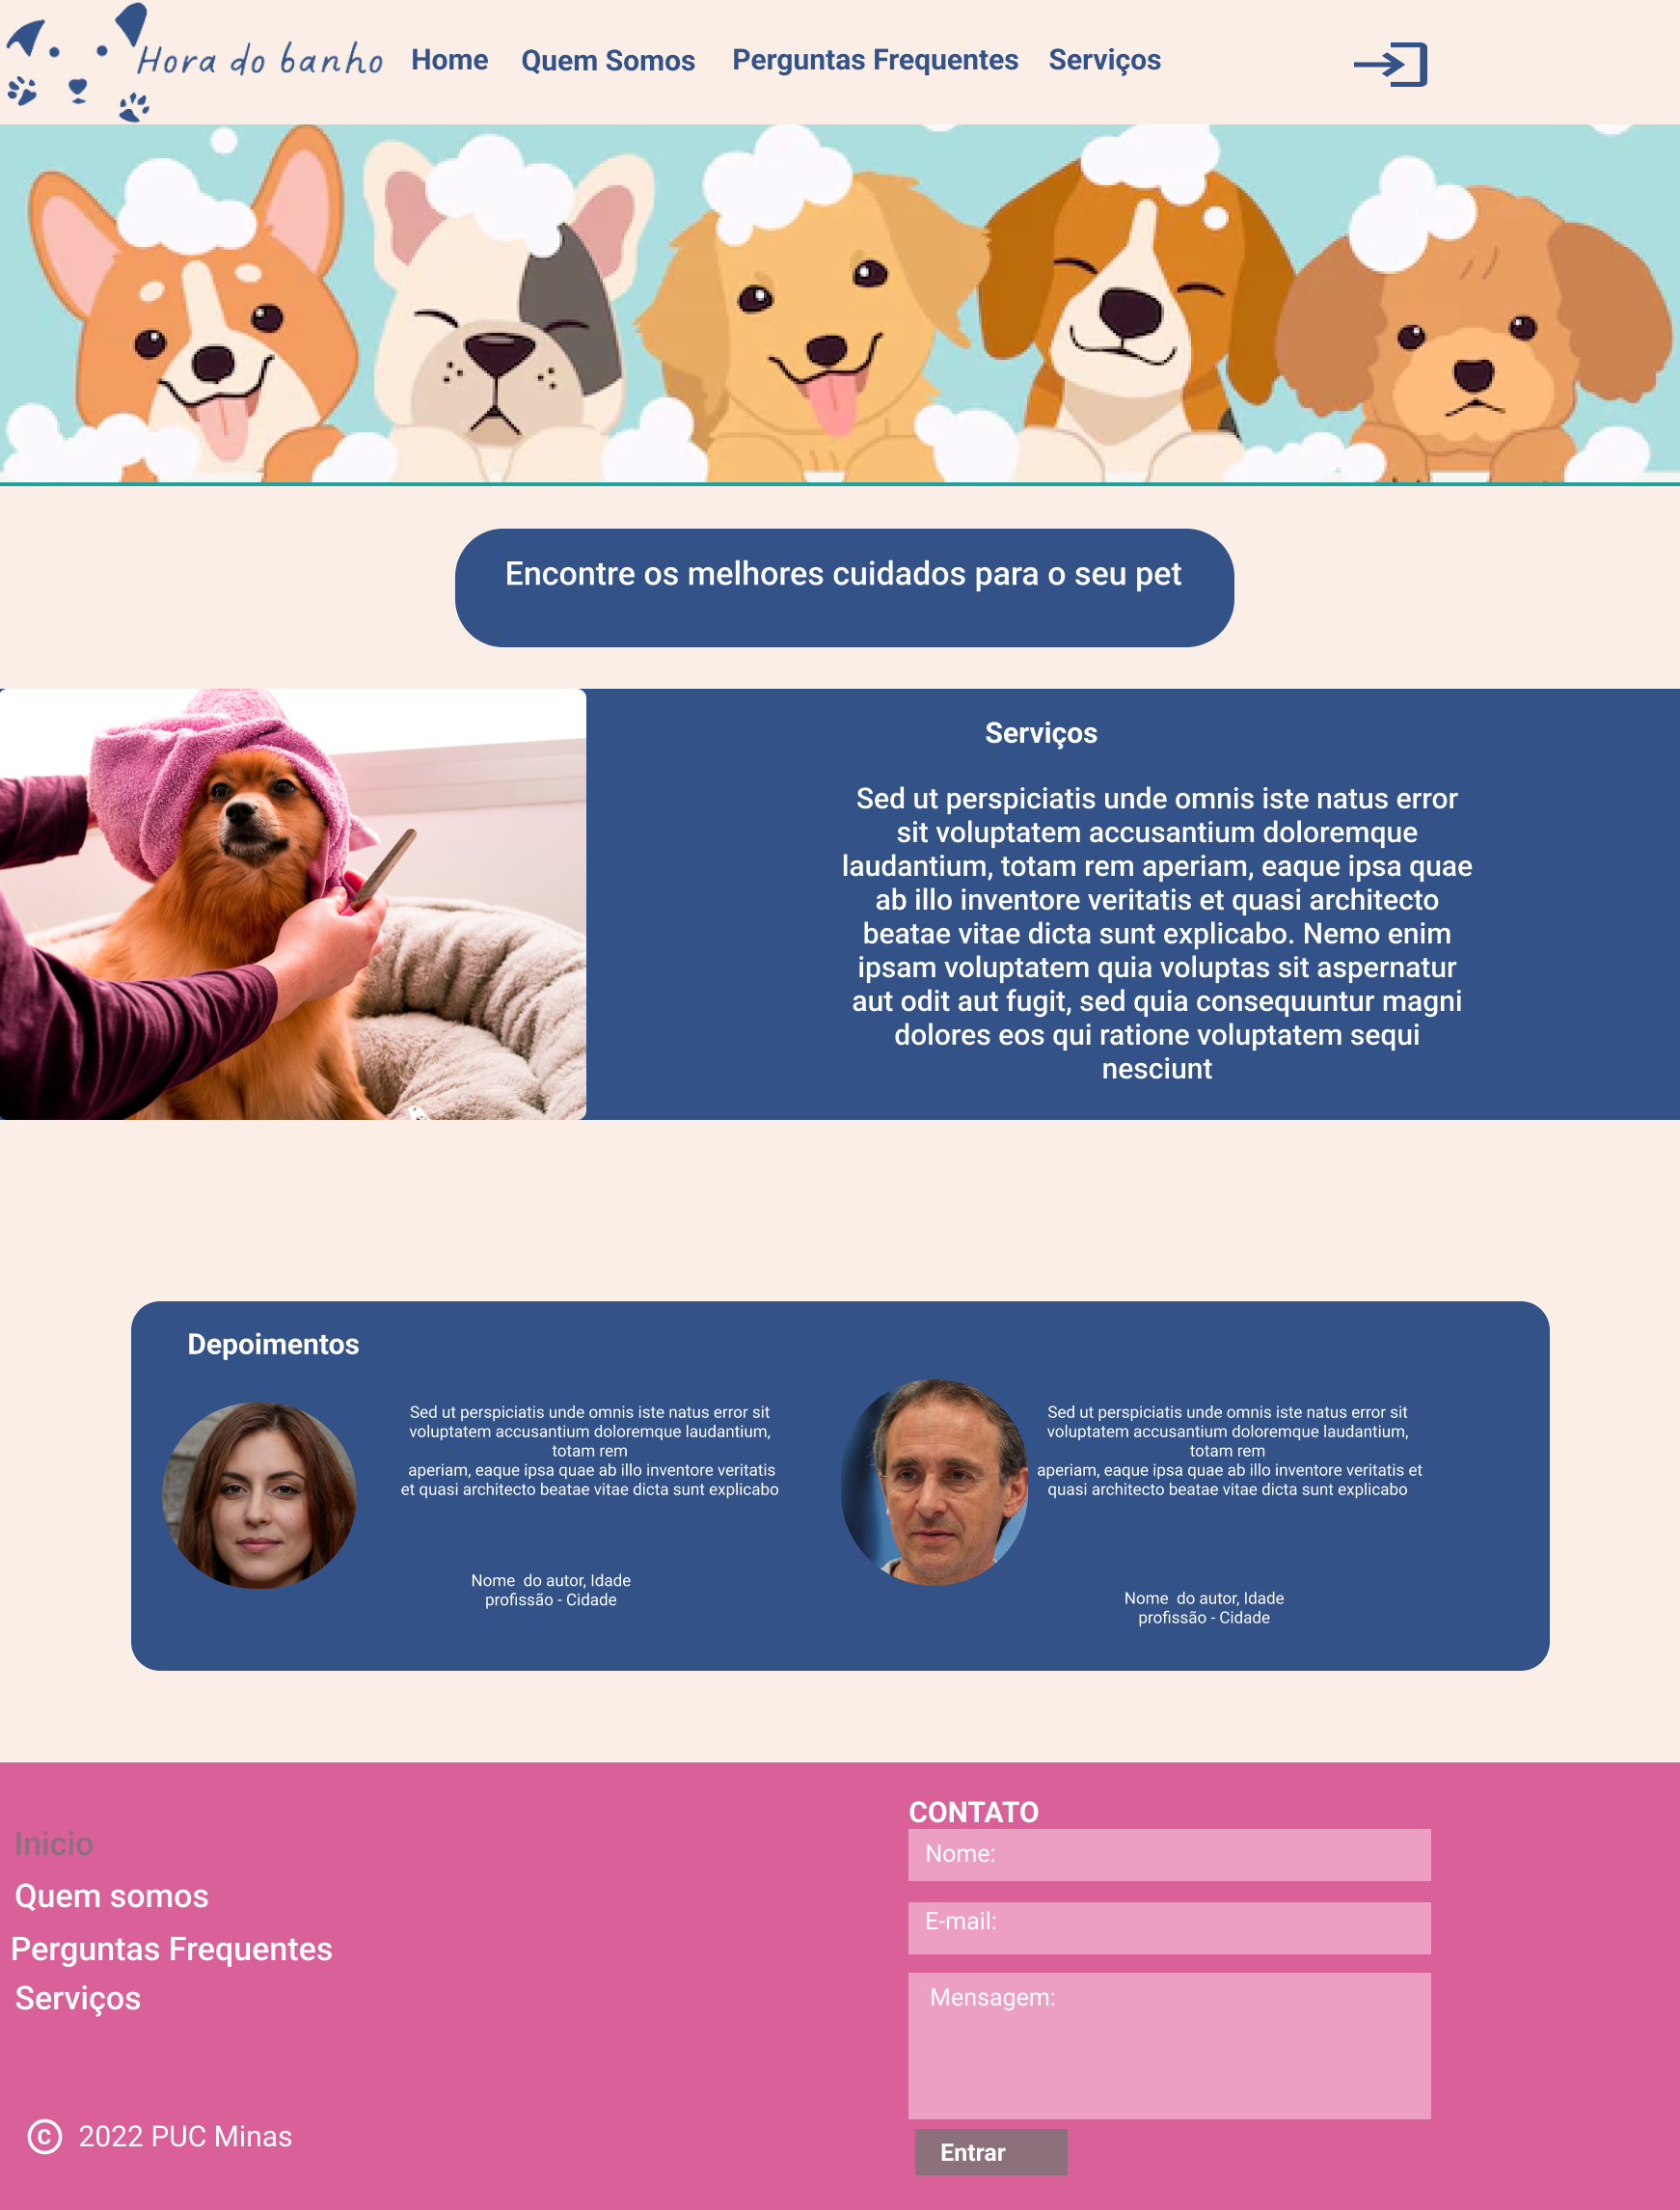 Hora do banho
Home
Quem Somos
Perguntas Frequentes
Serviços
Encontre os melhores cuidados para o seu pet
Serviços
Sed ut perspiciatis unde omnis iste natus error
sit voluptatem accusantium doloremque
laudantium, totam rem aperiam, eaque ipsa quae
ab illo inventore veritatis et quasi architecto
beatae vitae dicta sunt explicabo. Nemo enim
ipsam voluptatem quia voluptas sit aspernatur
aut odit aut fugit, sed quia consequuntur magni
dolores eos qui ratione voluptatem sequi
nesciunt
Depoimentos
Sed ut perspiciatis unde omnis iste natus error sit
voluptatem accusantium doloremque laudantium,
totam rem
aperiam, eaque ipsa quae ab illo inventore veritatis
et quasi architecto beatae vitae dicta sunt explicabo
Nome  do autor, Idade
profissão - Cidade
Sed ut perspiciatis unde omnis iste natus error sit
voluptatem accusantium doloremque laudantium,
totam rem
aperiam, eaque ipsa quae ab illo inventore veritatis et
quasi architecto beatae vitae dicta sunt explicabo
Nome  do autor, Idade
profissão - Cidade
Inicio
Quem somos
Perguntas Frequentes
Serviços
© 2022 PUC Minas
CONTATO
Nome:
E-mail:
Mensagem:
Entrar